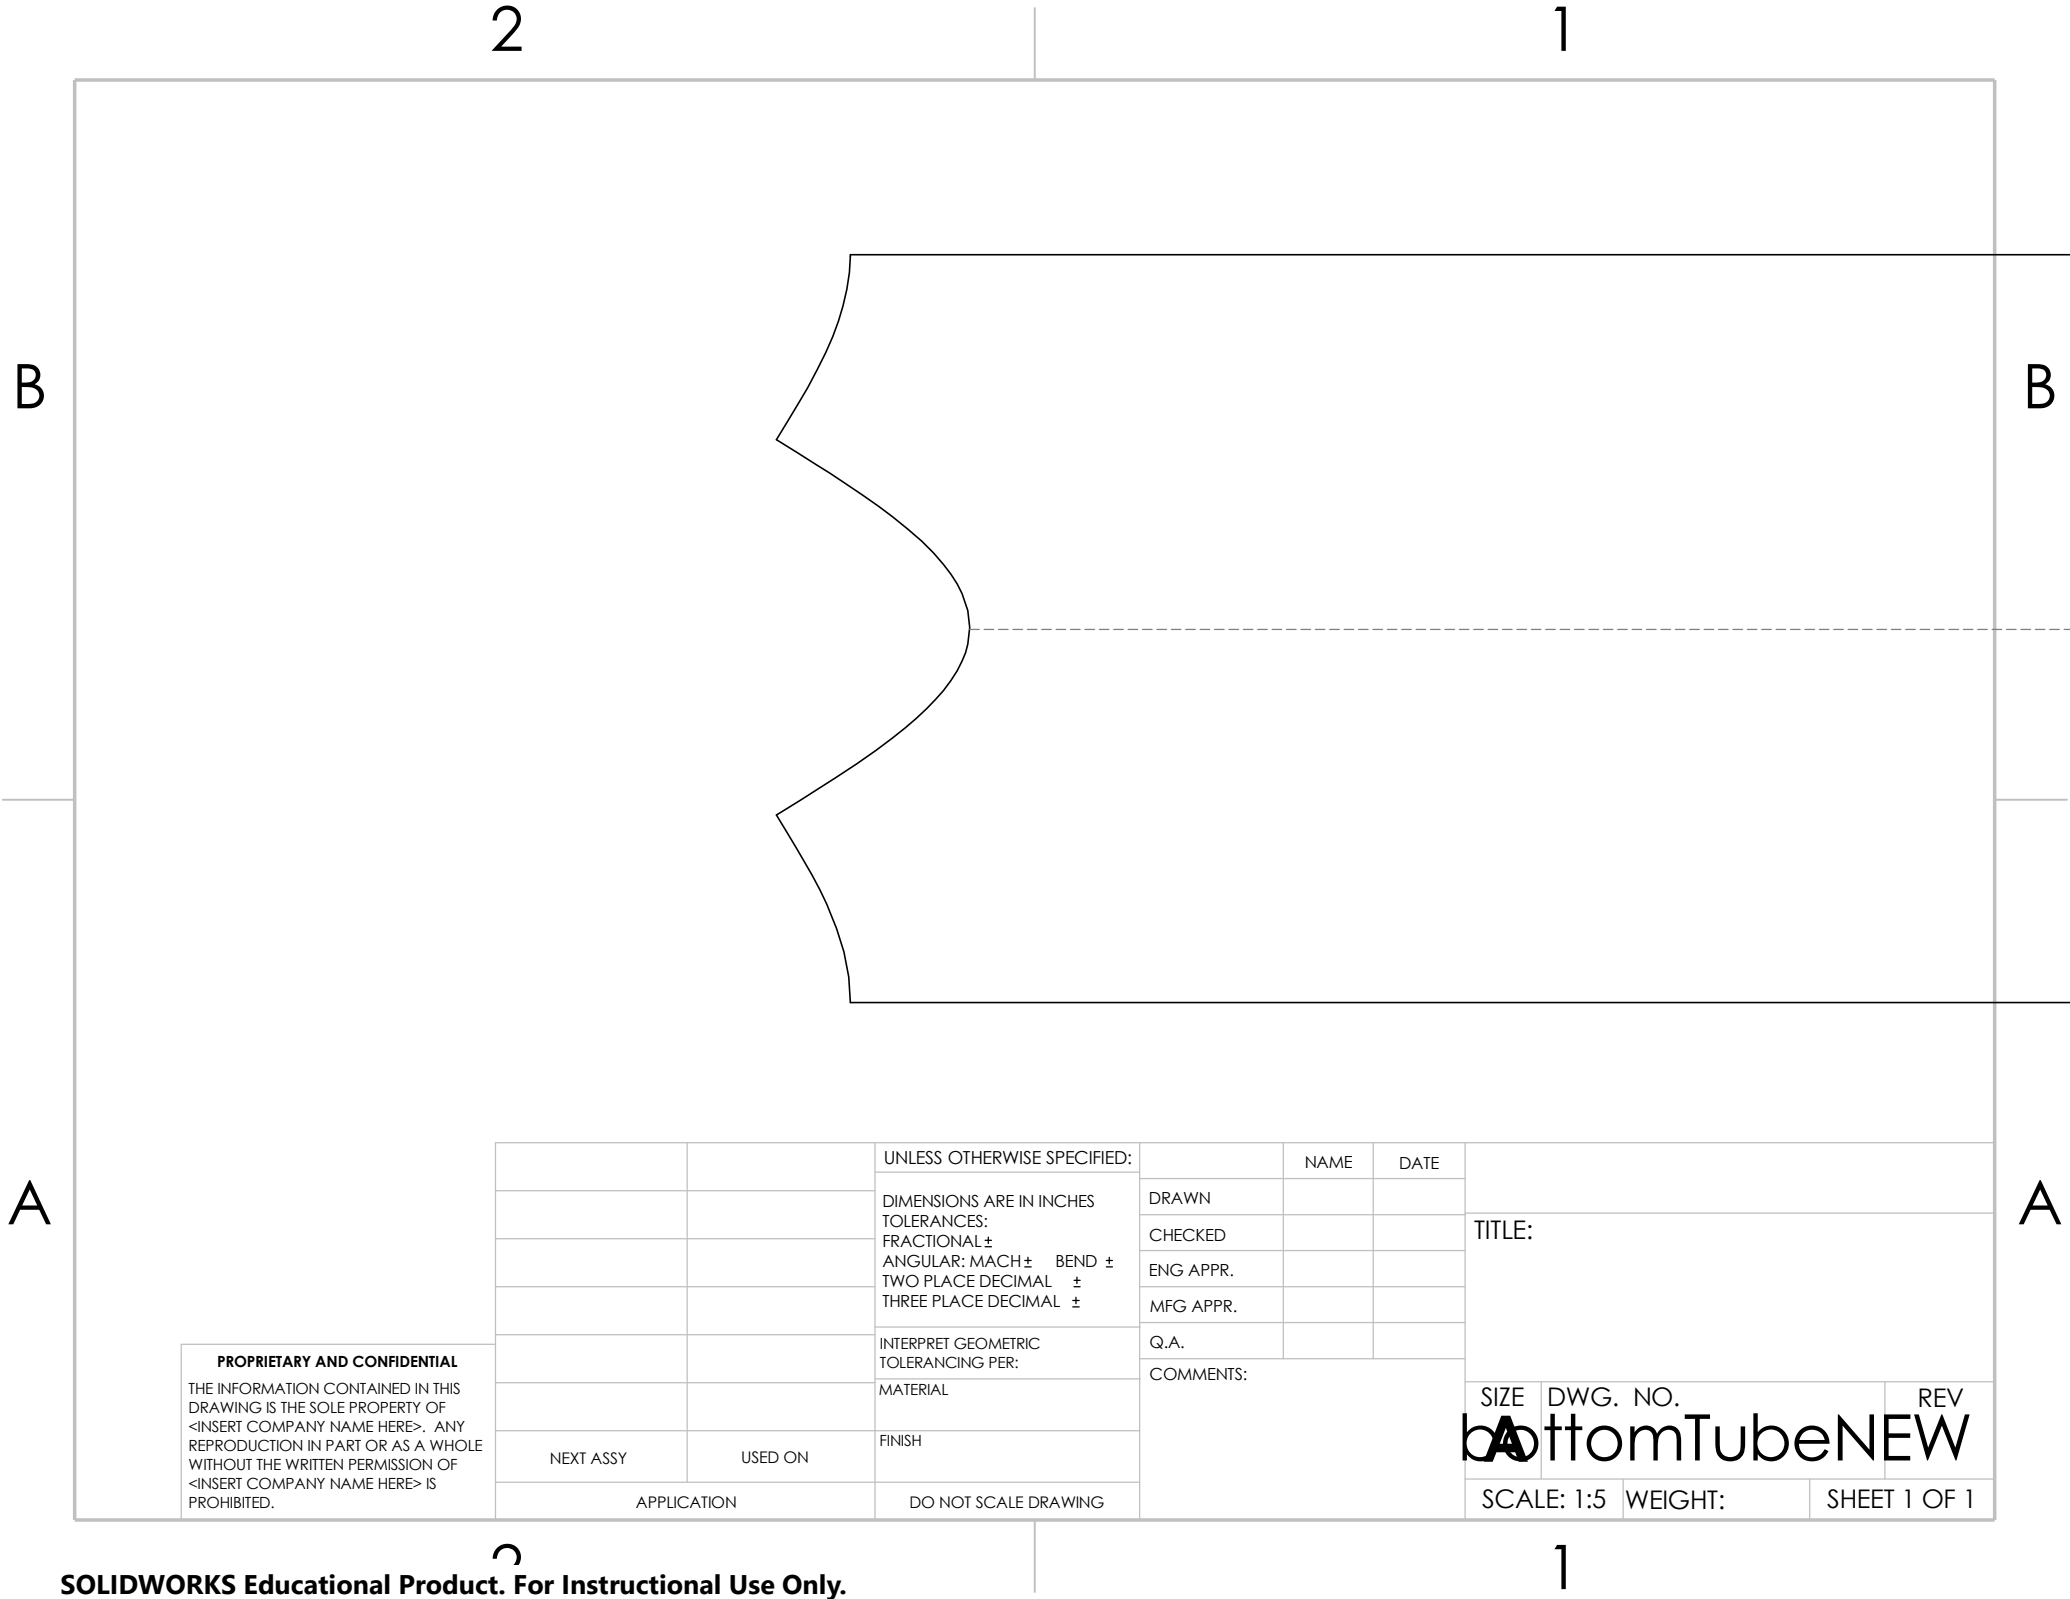 2
1
B
B
A
A
UNLESS OTHERWISE SPECIFIED:
DIMENSIONS ARE IN INCHES
TOLERANCES:
FRACTIONAL ±
ANGULAR: MACH ± BEND ±
TWO PLACE DECIMAL ±
THREE PLACE DECIMAL ±
INTERPRET GEOMETRIC
TOLERANCING PER:
MATERIAL
FINISH
DO NOT SCALE DRAWING
NAME
DATE
DRAWN
CHECKED
ENG APPR.
MFG APPR.
Q.A.
COMMENTS:
TITLE:
SIZE
DWG. NO.
REV
A
bottomTubeNEW
SCALE: 1:5
WEIGHT:
SHEET 1 OF 1
PROPRIETARY AND CONFIDENTIAL
THE INFORMATION CONTAINED IN THIS
DRAWING IS THE SOLE PROPERTY OF
<INSERT COMPANY NAME HERE>. ANY
REPRODUCTION IN PART OR AS A WHOLE
WITHOUT THE WRITTEN PERMISSION OF
<INSERT COMPANY NAME HERE> IS
PROHIBITED.
NEXT ASSY
USED ON
APPLICATION
2
1
SOLIDWORKS Educational Product. For Instructional Use Only.